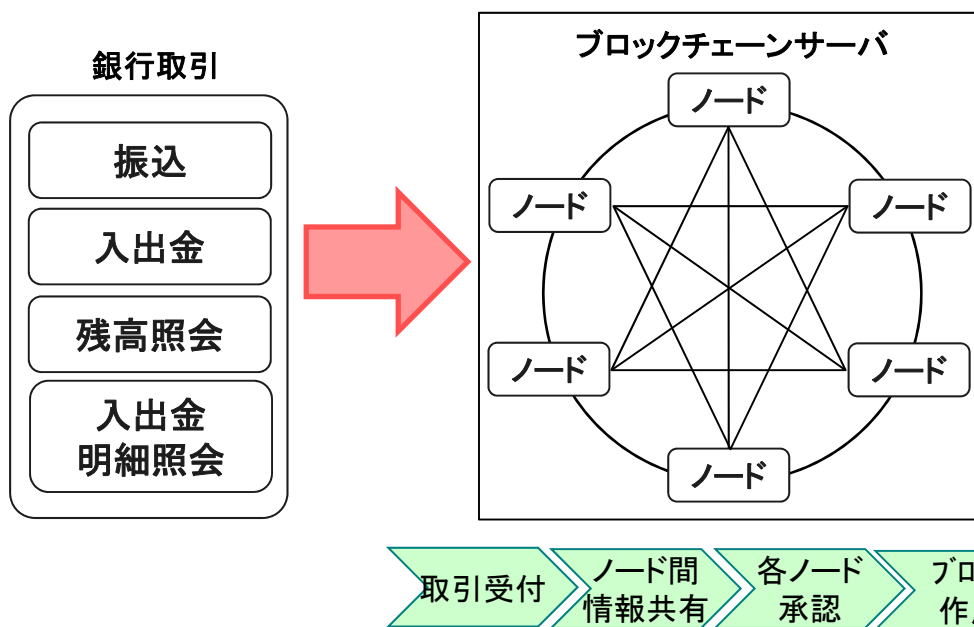 銀行取引
振込
入出金
残高照会
入出金
明細照会
ブロックチェーンサーバ
ノード
ノード
ノード
ノード
ノード
ノード
取引受付
ノード間
情報共有
各ノード
承認
ブロ
作